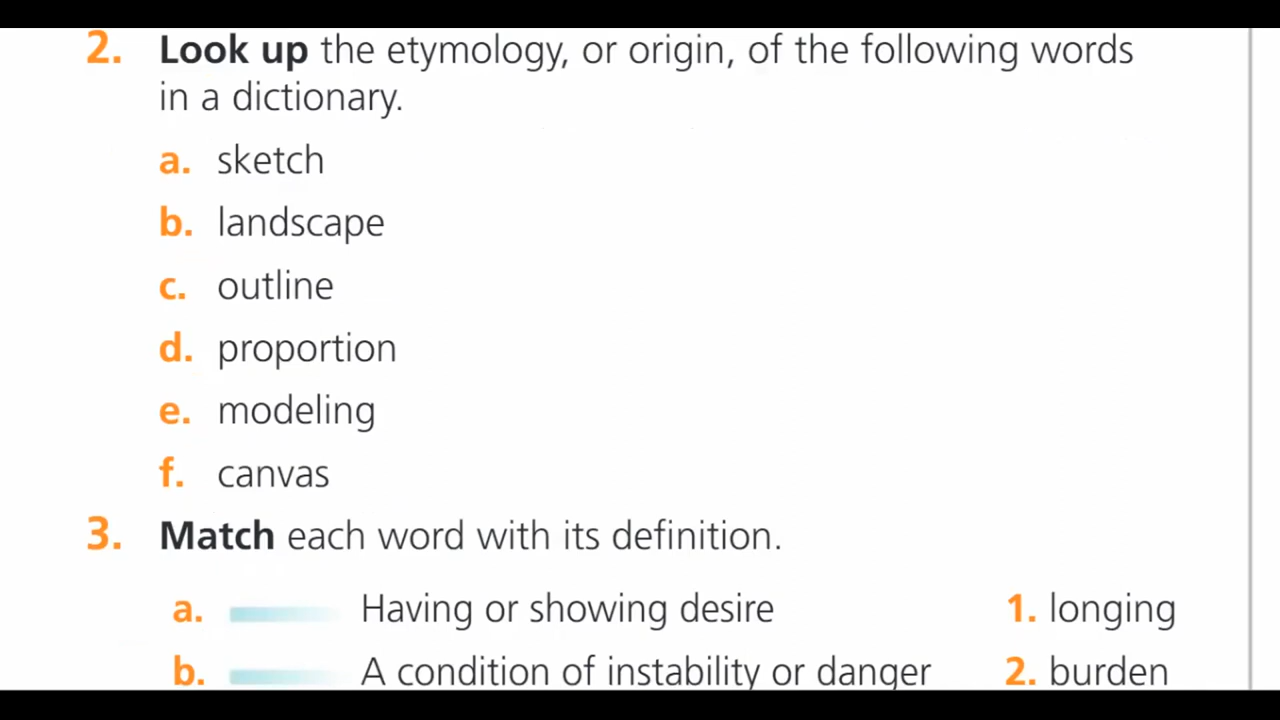 2. Look up the etymology, or origin, of the following words
in a dictionary.
a. sketch
b. landscape
c. outline
d. proportion
e. modeling
f. canvas
3. Match each word with its definition.
a. Having or showing desire 1. longing
b. A condition of instability or danger 2. burden